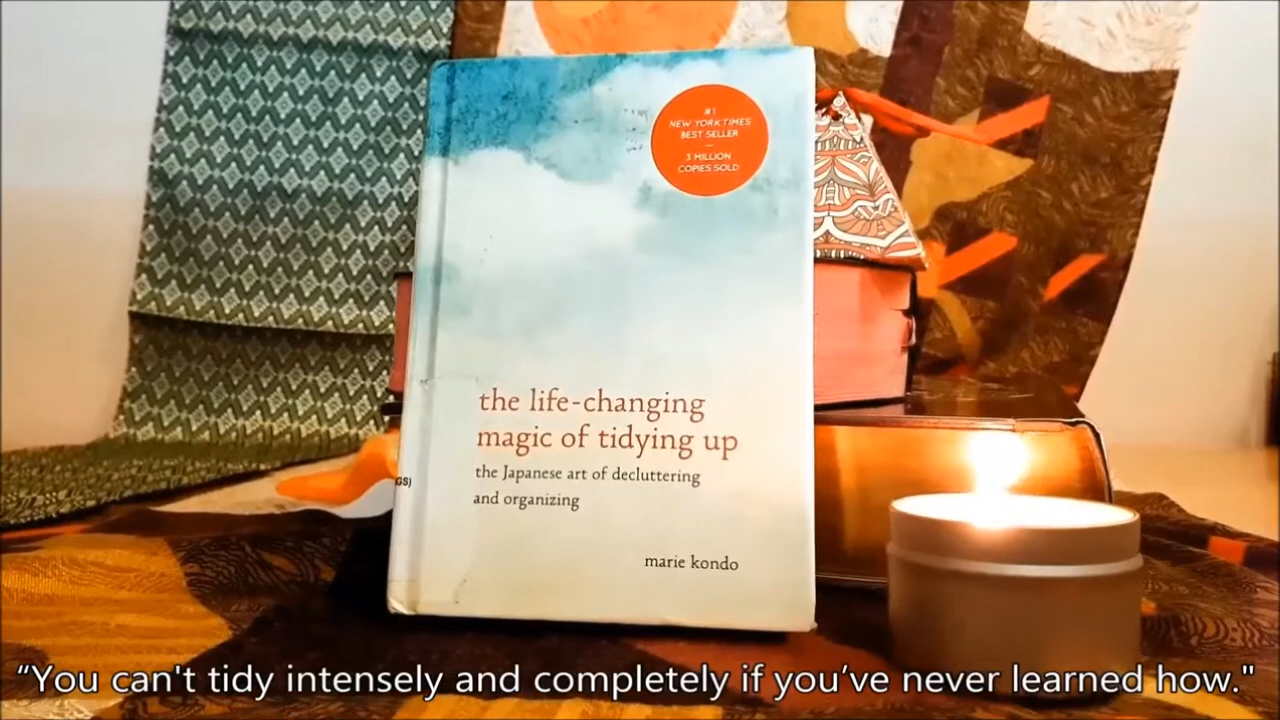 #1
NEW YORK TIMES
BEST SELLER
3 MILLION
COPIES SOLD
the life-changing
magic of tidying up
the Japanese art of decluttering
and organizing
marie kondo
GS)
“You can't tidy intensely and completely if you’ve never learned how."